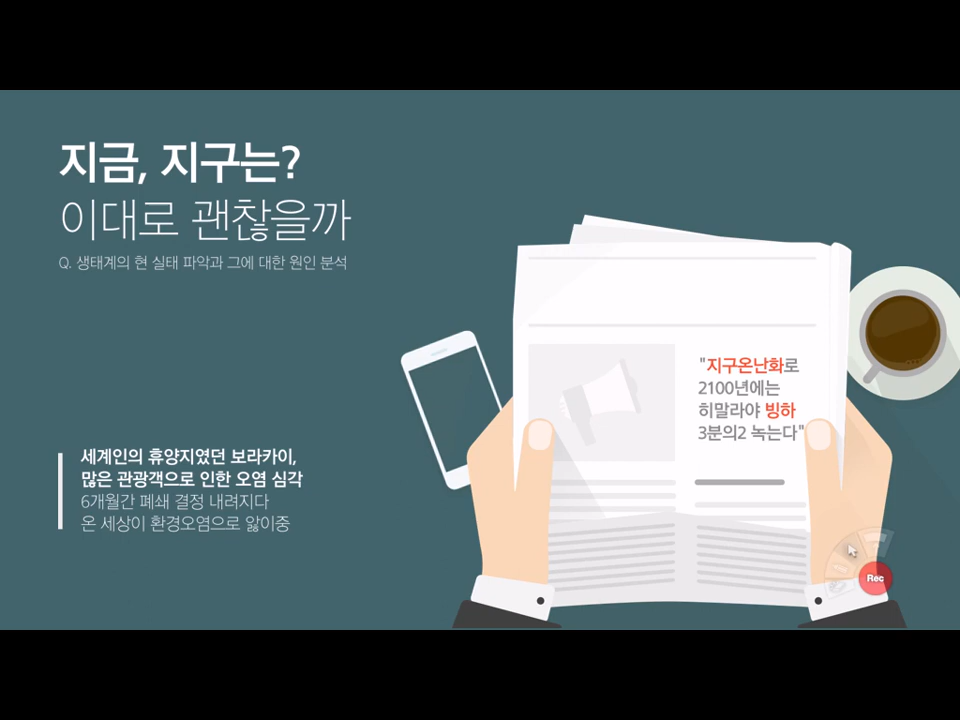 지금, 지구는?
이대로 괜찮을까
Q. 생태계의 현 실태 파악과 그에 대한 원인 분석
"지구온난화로
2100년에는
히말라야 빙하
3분의2 녹는다"
세계인의 휴양지였던 보라카이,
많은 관광객으로 인한 오염 심각
6개월간 폐쇄 결정 내려지다
온 세상이 환경오염으로 앓이중
Rec